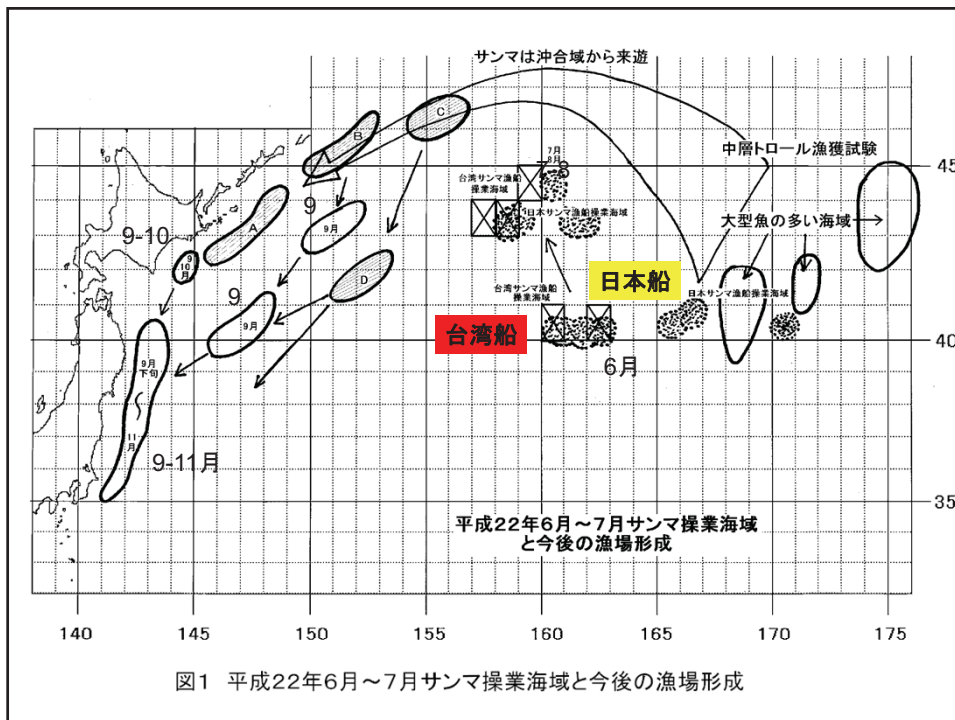 サンマは沖合域から来遊
C
B
中層トロール漁獲試験
7月
8月
8
45
台湾サンマ漁船
操業海域
日本サンマ漁船操業海域
大型魚の多い海域
9
9月
A
9-10
9
10
月
D
台湾サンマ漁船
操業海域
日本船
日本サンマ漁船操業海域
9
9月
台湾船
40
6月
9月
下旬
11
月
9-11月
35
平成22年6月～7月サンマ操業海域
と今後の漁場形成
140
145
150
155
160
165
170
175
図1 平成22年6月～7月サンマ操業海域と今後の漁場形成